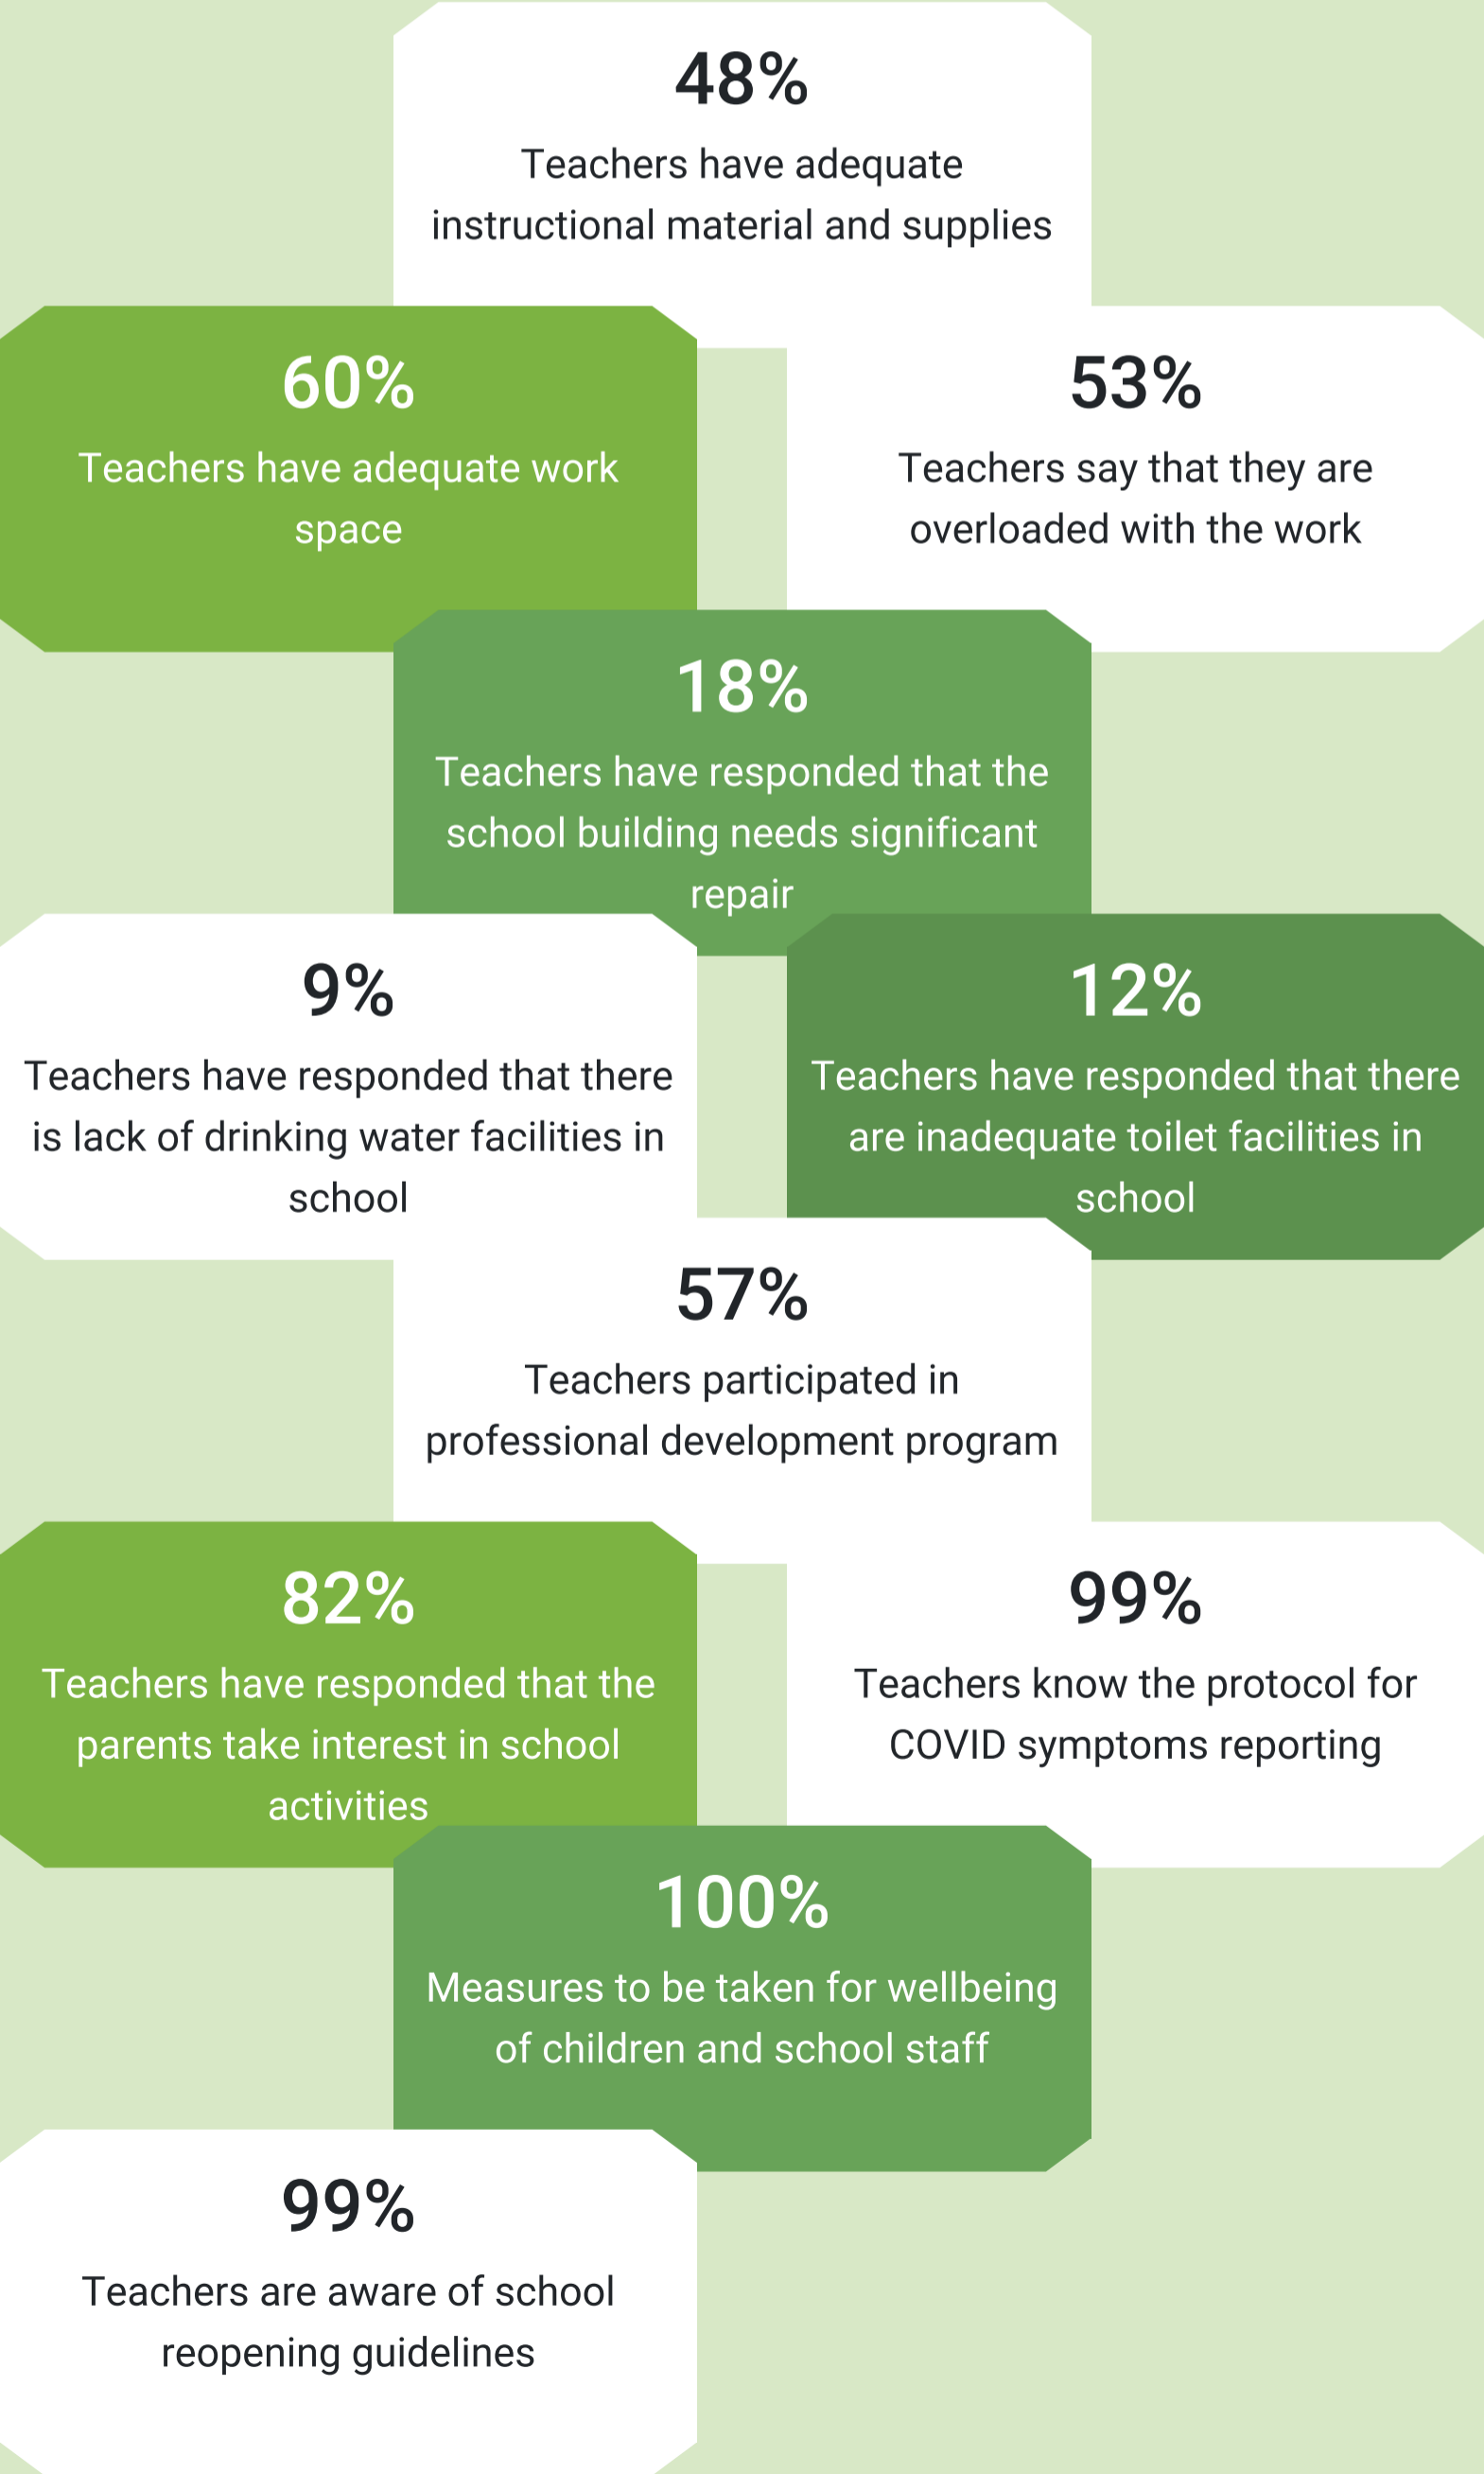 48%
Teachers have adequate
instructional material and supplies
60%
Teachers have adequate work
space
53%
Teachers say that they are
overloaded with the work
18%
Teachers have responded that the
school building needs significant
repair
9%
Teachers have responded that there
is lack of drinking water facilities in
school
12%
Teachers have responded that there
are inadequate toilet facilities in
school
57%
Teachers participated in
professional development program
82%
Teachers have responded that the
parents take interest in school
activities
99%
Teachers know the protocol for
COVID symptoms reporting
100%
Measures to be taken for wellbeing
of children and school staff
99%
Teachers are aware of school
reopening guidelines